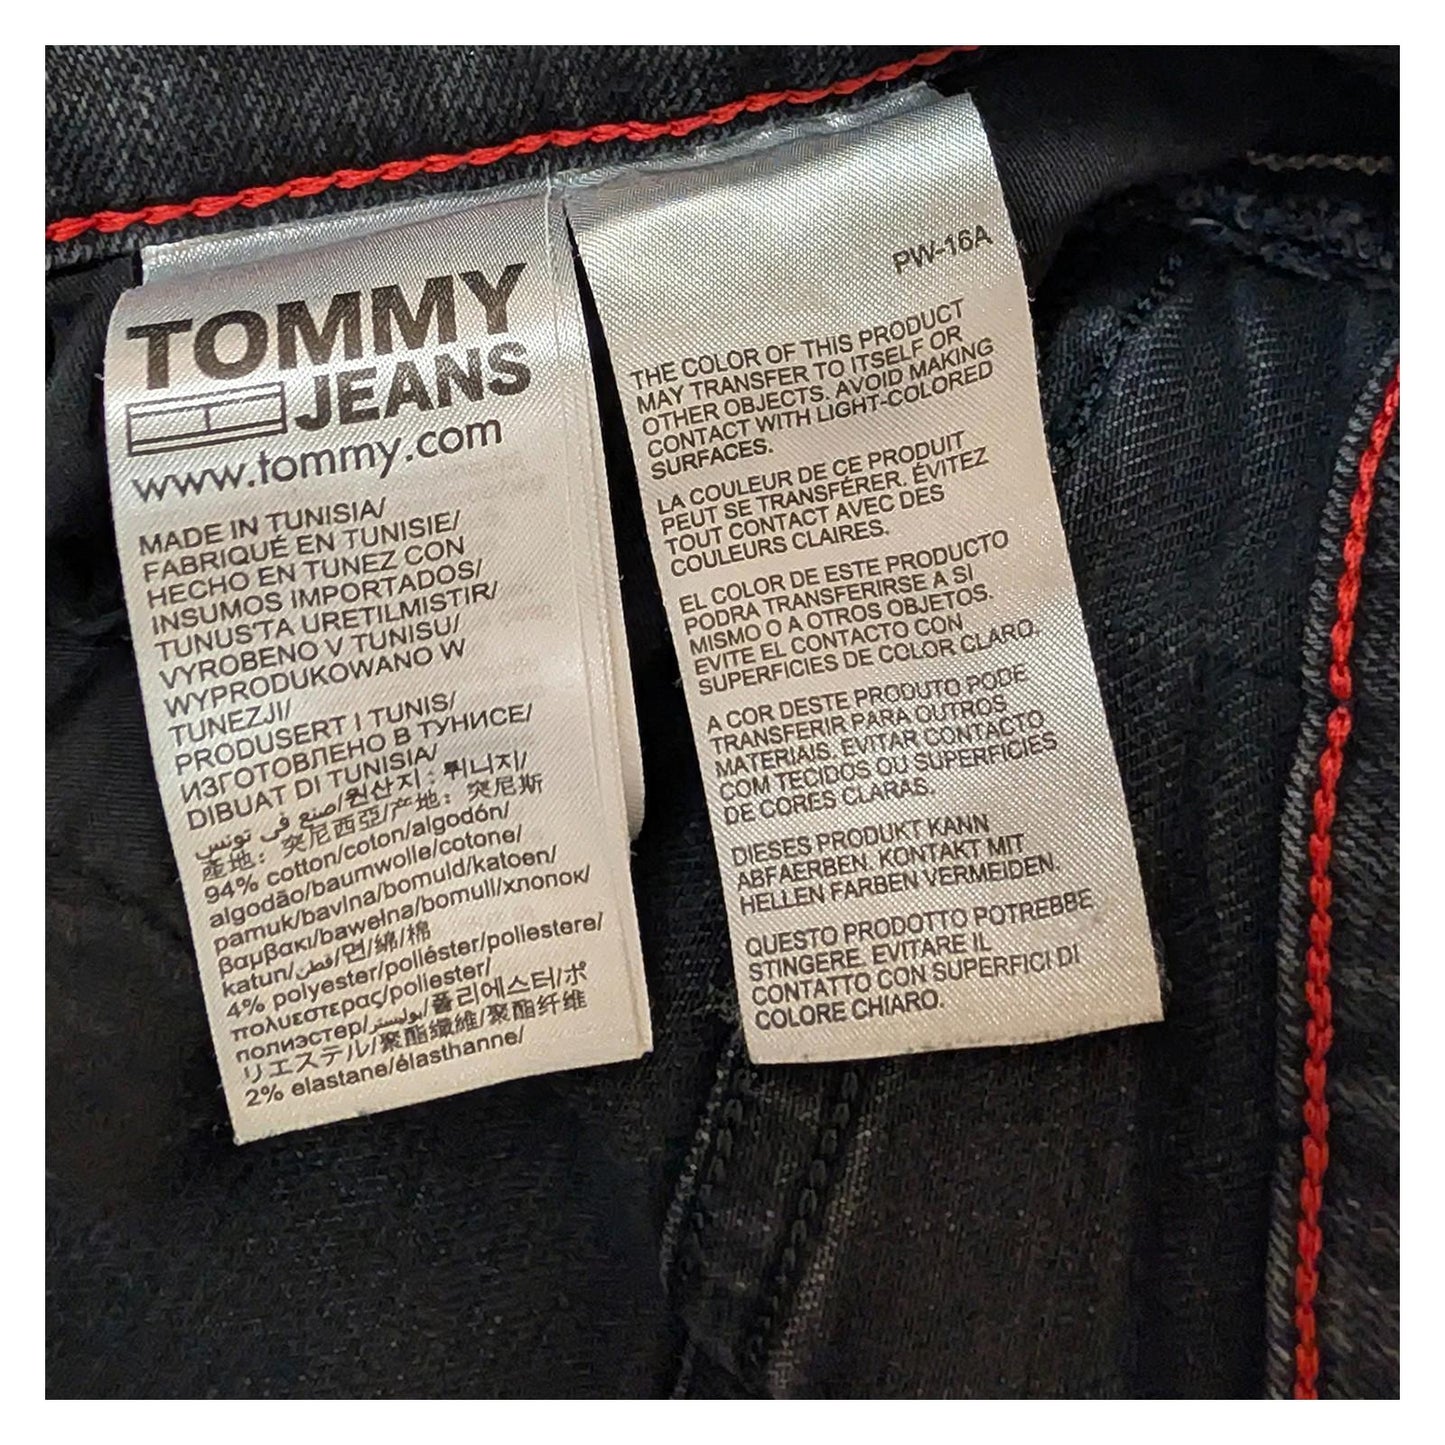 TOMMY
JEANS
www.tommy.com
MADE IN TUNISIA/
FABRIQUÉ EN TUNISIE/
HECHO EN TUNEZ CON
INSUMOS IMPORTADOS/
TUNUS'TA URETILMISTIR/
VYROBENO V TUNISU/
WYPRODUKOWANO W
TUNEZJI/
PRODUSERT I TUNIS/
ИЗГОТОВЛЕНО В ТУНИСЕ/
DIBUAT DI TUNISIA/
صنع في تونس/원산지 : 튀니지/
産地：突尼西亞/产地：突尼斯
94% cotton/coton/algodón/
algodão/baumwolle/cotone/
pamuk/bavlna/bomuld/katoen/
βαμβακι/bawełna/bomull/хлопок/
katun/قطن/면/綿/棉
4% polyester/poliéster/poliestere/
πολυεστερας/poliester/
полиэстер/بوليستر/폴리에스터/ポ
リエステル/聚酯纖維/聚酯纤维
2% elastane/élasthanne/
PW-16A
THE COLOR OF THIS PRODUCT
MAY TRANSFER TO ITSELF OR
OTHER OBJECTS. AVOID MAKING
CONTACT WITH LIGHT-COLORED
SURFACES.
LA COULEUR DE CE PRODUIT
PEUT SE TRANSFÉRER. ÉVITEZ
TOUT CONTACT AVEC DES
COULEURS CLAIRES.
EL COLOR DE ESTE PRODUCTO
PODRA TRANSFERIRSE A SI
MISMO O A OTROS OBJETOS.
EVITE EL CONTACTO CON
SUPERFICIES DE COLOR CLARO.
A COR DESTE PRODUTO PODE
TRANSFERIR PARA OUTROS
MATERIAIS. EVITAR CONTACTO
COM TECIDOS OU SUPERFICIES
DE CORES CLARAS.
DIESES PRODUKT KANN
ABFAERBEN. KONTAKT MIT
HELLEN FARBEN VERMEIDEN.
QUESTO PRODOTTO POTREBBE
STINGERE. EVITARE IL
CONTATTO CON SUPERFICI DI
COLORE CHIARO.